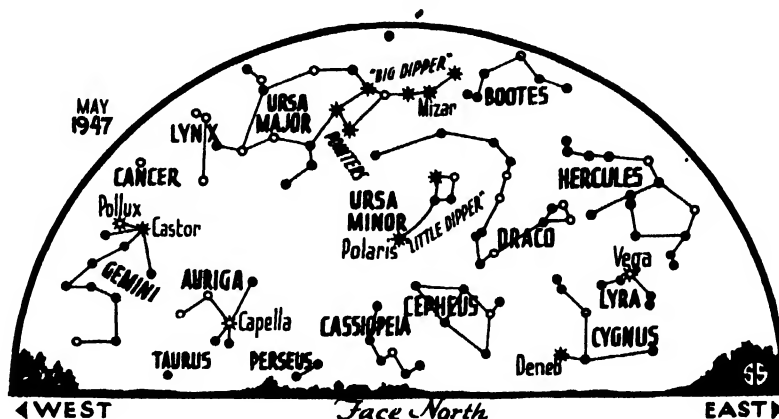 "BIG DIPPER"
MAY
1947
URSA
MAJOR
Mizar
BOOTES
LYNX
POINTERS
CANCER
HERCULES
Pollux
Castor
URSA
MINOR
"LITTLE DIPPER"
Polaris
DRACO
GEMINI
AURIGA
Vega
LYRA
CEPHEUS
Capella
CASSIOPEIA
CYGNUS
TAURUS
PERSEUS
Deneb
65
WEST
Face North
EAST